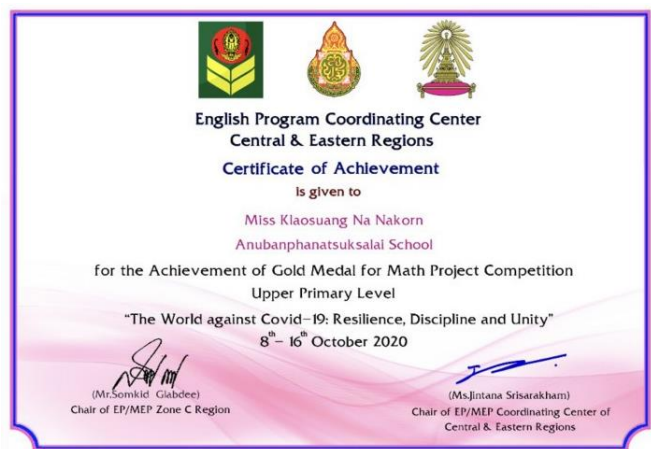 English Program Coordinating Center
Central & Eastern Regions
Certificate of Achievement
is given to
Miss Klaosuang Na Nakorn
Anubanphanatsuksalai School
for the Achievement of Gold Medal for Math Project Competition
Upper Primary Level
"The World against Covid-19: Resilience, Discipline and Unity"
8th - 16th October 2020
(Mr.Somkid Glabdee)
Chair of EP/MEP Zone C Region
(Ms.Jintana Srisarakham)
Chair of EP/MEP Coordinating Center of
Central & Eastern Regions